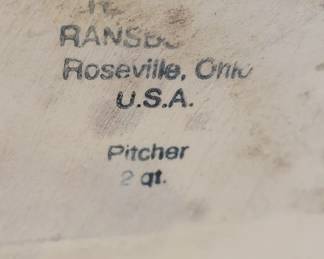 Roseville, Ohio
U.S.A.
Pitcher
2 qt.